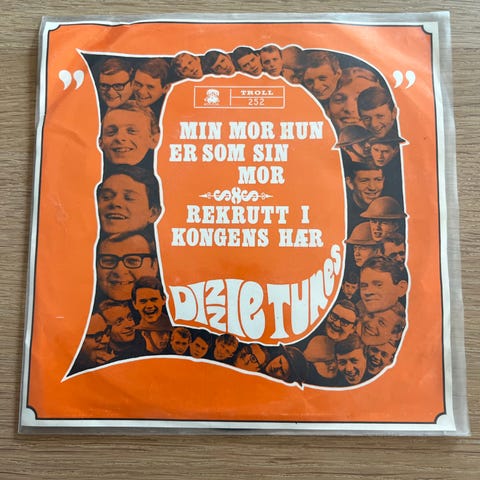 „
”
TROLL
252
MIN MOR HUN
ER SOM SIN
MOR
REKRUTT I
KONGENS HÆR
DIZZIE TUNES